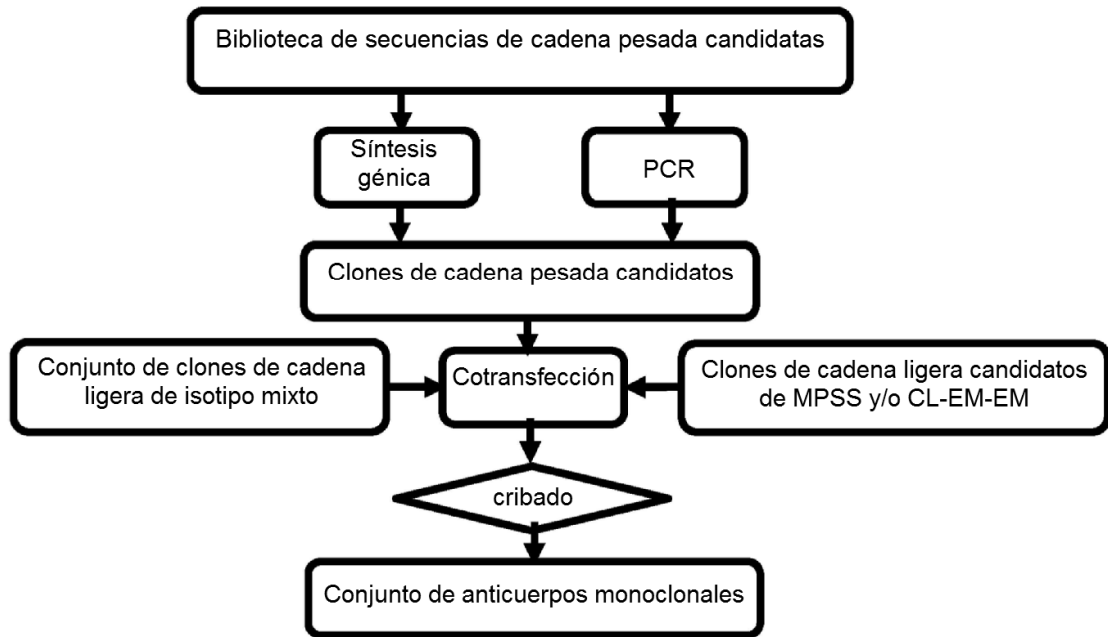 Biblioteca de secuencias de cadena pesada candidatas
Síntesis
génica
PCR
Clones de cadena pesada candidatos
Conjunto de clones de cadena
ligera de isotipo mixto
Cotransfección
Clones de cadena ligera candidatos
de MPSS y/o CL-EM-EM
cribado
Conjunto de anticuerpos monoclonales